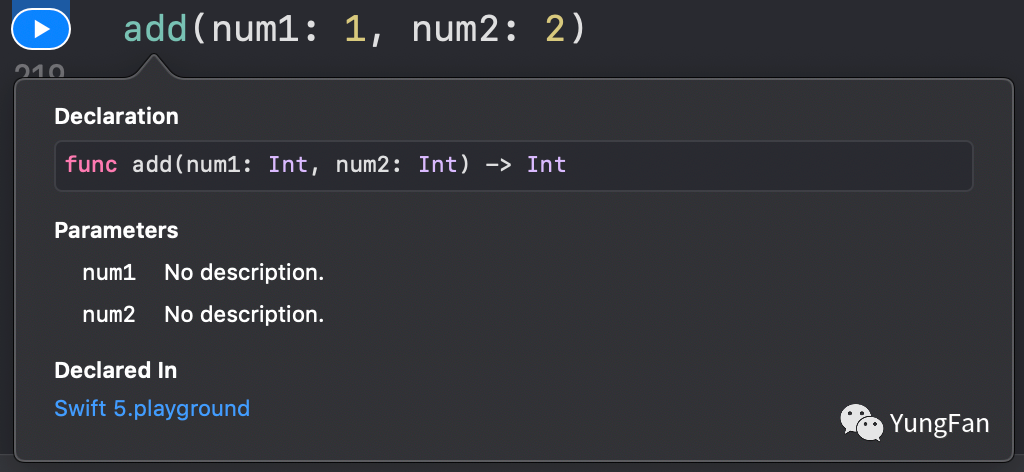 add(num1: 1, num2: 2)
219
Declaration
func add(num1: Int, num2: Int) -> Int
Parameters
num1 No description.
num2 No description.
Declared In
Swift 5.playground
YungFan